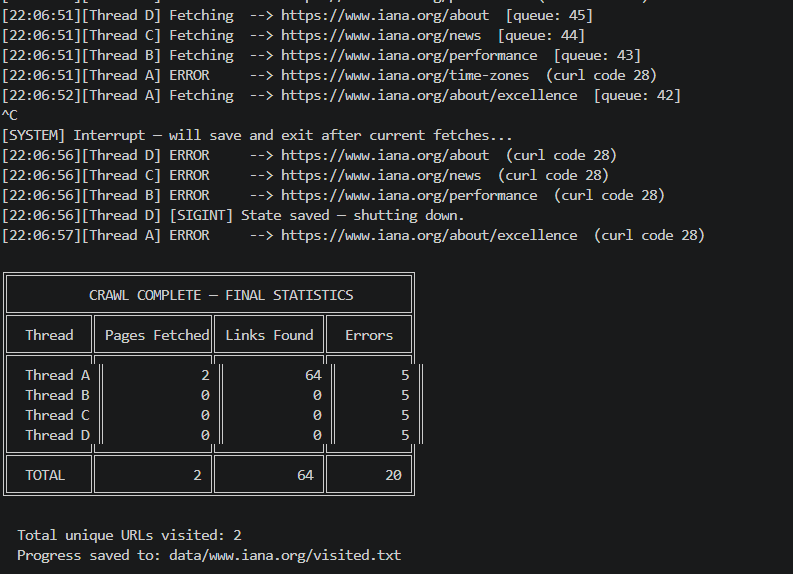 [22:06:51][Thread D] Fetching  --> https://www.iana.org/about  [queue: 45]
[22:06:51][Thread C] Fetching  --> https://www.iana.org/news  [queue: 44]
[22:06:51][Thread B] Fetching  --> https://www.iana.org/performance  [queue: 43]
[22:06:51][Thread A] ERROR     --> https://www.iana.org/time-zones  (curl code 28)
[22:06:52][Thread A] Fetching  --> https://www.iana.org/about/excellence  [queue: 42]
^C
[SYSTEM] Interrupt — will save and exit after current fetches...
[22:06:56][Thread D] ERROR     --> https://www.iana.org/about  (curl code 28)
[22:06:56][Thread C] ERROR     --> https://www.iana.org/news  (curl code 28)
[22:06:56][Thread B] ERROR     --> https://www.iana.org/performance  (curl code 28)
[22:06:56][Thread D] [SIGINT] State saved — shutting down.
[22:06:57][Thread A] ERROR     --> https://www.iana.org/about/excellence  (curl code 28)
CRAWL COMPLETE — FINAL STATISTICS
Thread Pages Fetched Links Found Errors
Thread A 2 64 5
Thread B 0 0 5
Thread C 0 0 5
Thread D 0 0 5
TOTAL 2 64 20
Total unique URLs visited: 2
Progress saved to: data/www.iana.org/visited.txt